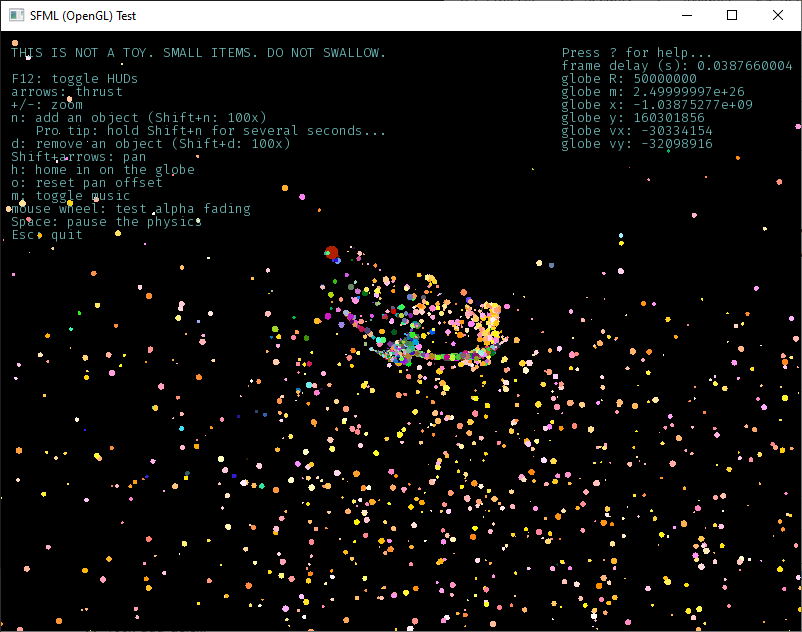 SFML (OpenGL) Test
THIS IS NOT A TOY. SMALL ITEMS. DO NOT SWALLOW.
F12: toggle HUDs
arrows: thrust
+/-: zoom
n: add an object (Shift+n: 100x)
Pro tip: hold Shift+n for several seconds...
d: remove an object (Shift+d: 100x)
Shift+arrows: pan
h: home in on the globe
o: reset pan offset
m: toggle music
mouse wheel: test alpha fading
Space: pause the physics
Esc: quit
Press ? for help...
frame delay (s): 0.0387660004
globe R: 50000000
globe m: 2.49999997e+26
globe x: -1.03875277e+09
globe y: 160301856
globe vx: -30334154
globe vy: -32098916